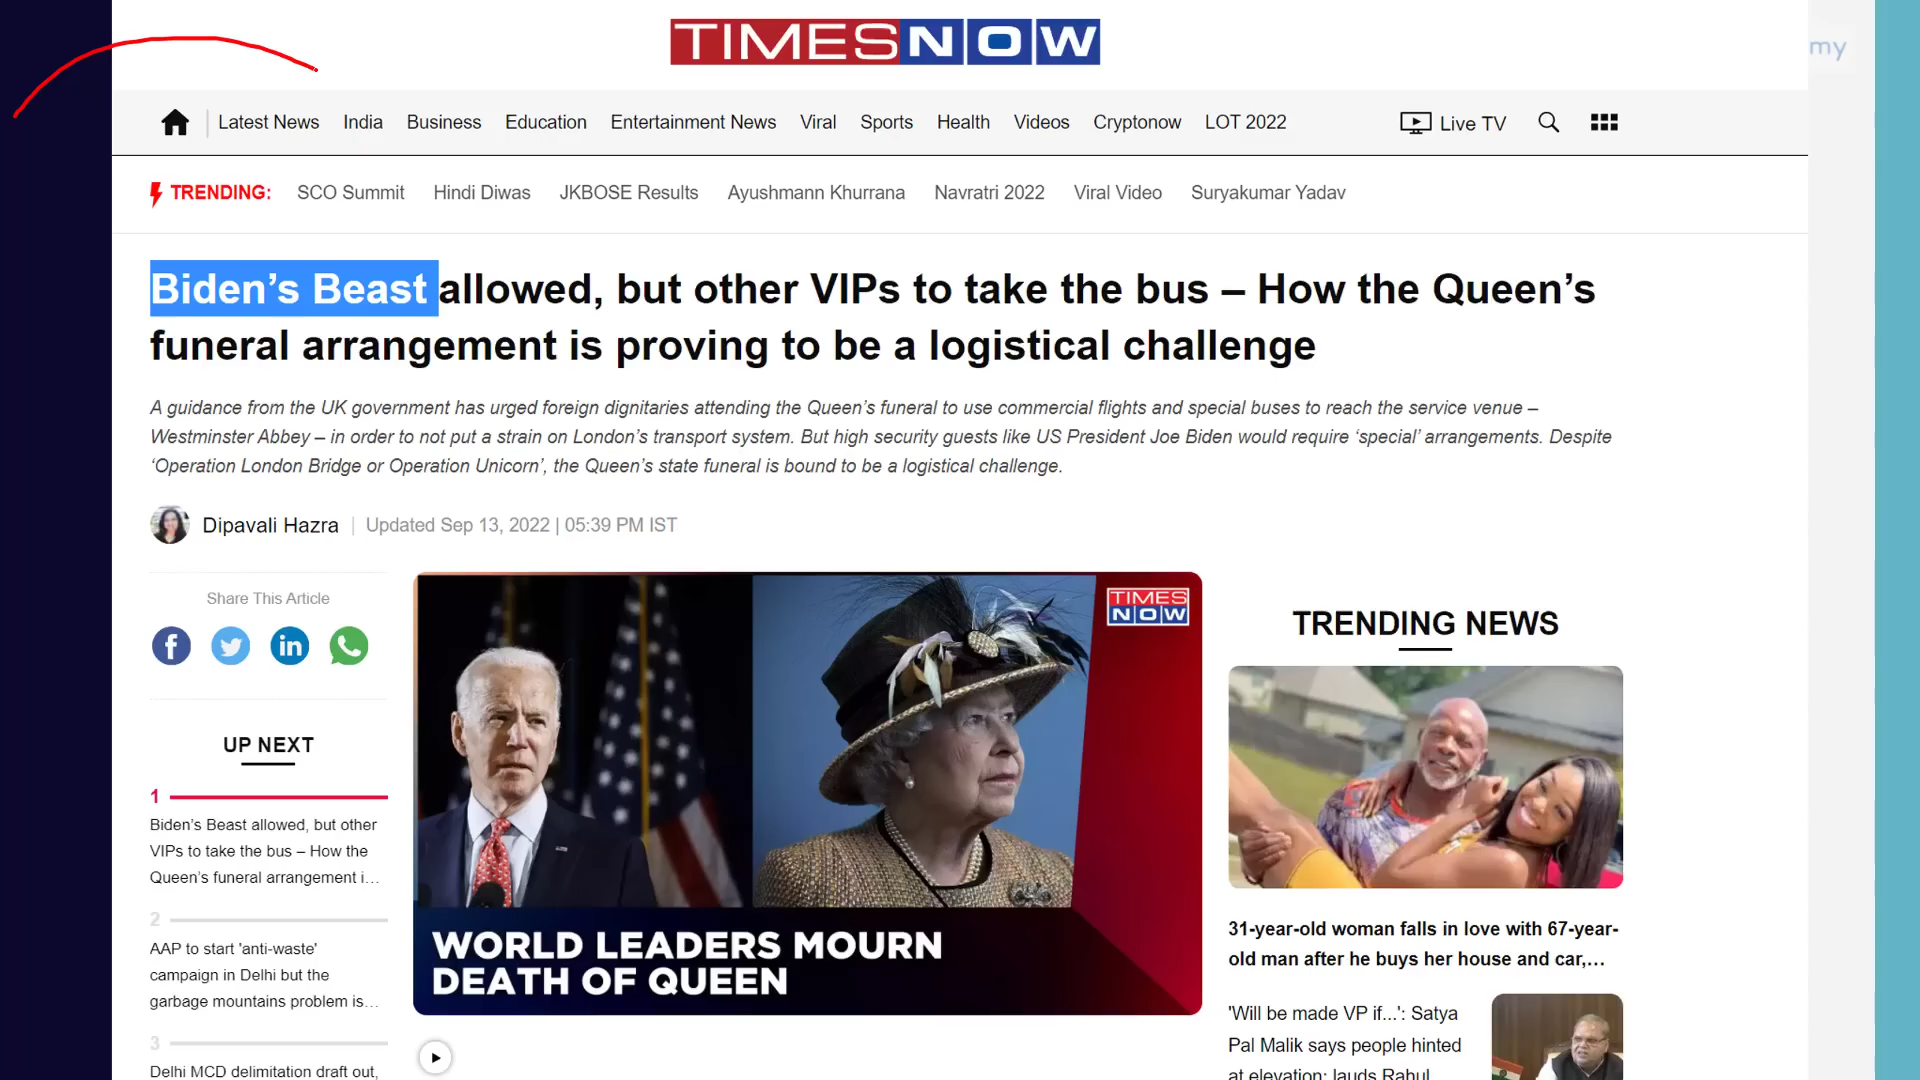 TIMES NOW
my
Latest News India Business Education Entertainment News Viral Sports Health Videos Cryptonow LOT 2022 Live TV
TRENDING: SCO Summit Hindi Diwas JKBOSE Results Ayushmann Khurrana Navratri 2022 Viral Video Suryakumar Yadav
Biden’s Beast allowed, but other VIPs to take the bus – How the Queen’s
funeral arrangement is proving to be a logistical challenge
A guidance from the UK government has urged foreign dignitaries attending the Queen’s funeral to use commercial flights and special buses to reach the service venue –
Westminster Abbey – in order to not put a strain on London’s transport system. But high security guests like US President Joe Biden would require ‘special’ arrangements. Despite
‘Operation London Bridge or Operation Unicorn’, the Queen’s state funeral is bound to be a logistical challenge.
Dipavali Hazra | Updated Sep 13, 2022 | 05:39 PM IST
Share This Article
UP NEXT
1
Biden’s Beast allowed, but other
VIPs to take the bus – How the
Queen’s funeral arrangement i…
2
AAP to start 'anti-waste'
campaign in Delhi but the
garbage mountains problem is…
3
Delhi MCD delimitation draft out,
TIMES
NOW
WORLD LEADERS MOURN
DEATH OF QUEEN
TRENDING NEWS
31-year-old woman falls in love with 67-year-
old man after he buys her house and car,…
'Will be made VP if...': Satya
Pal Malik says people hinted
at elevation; lauds Rahul